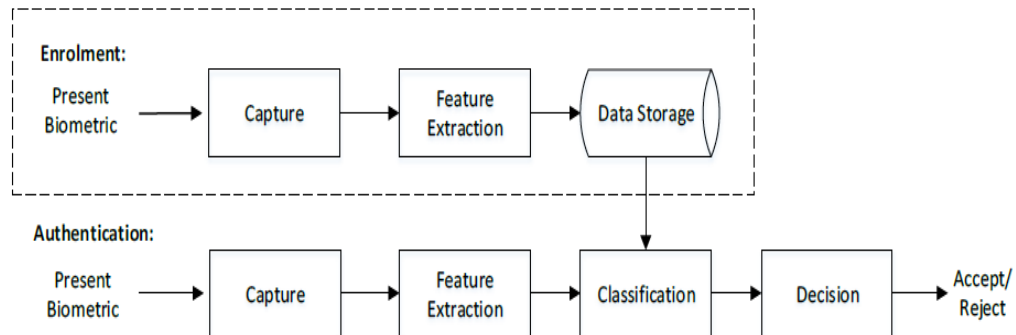 Enrolment:
Present
Biometric
Capture
Feature
Extraction
Data Storage
Authentication:
Present
Biometric
Capture
Feature
Extraction
Classification
Decision
Accept/
Reject